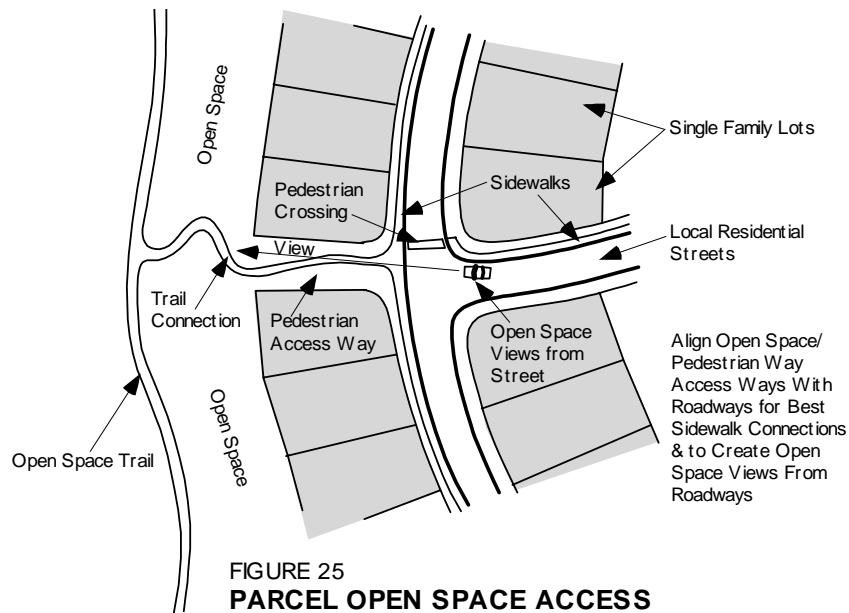 Open Space
Single Family Lots
Pedestrian
Crossing
Sidewalks
View
Local Residential
Streets
Trail
Connection
Pedestrian
Access Way
Open Space
Views from
Street
Align Open Space/
Pedestrian Way
Access Ways With
Roadways for Best
Sidewalk Connections
& to Create Open
Space Views From
Roadways
Open Space
Open Space Trail
FIGURE 25
PARCEL OPEN SPACE ACCESS